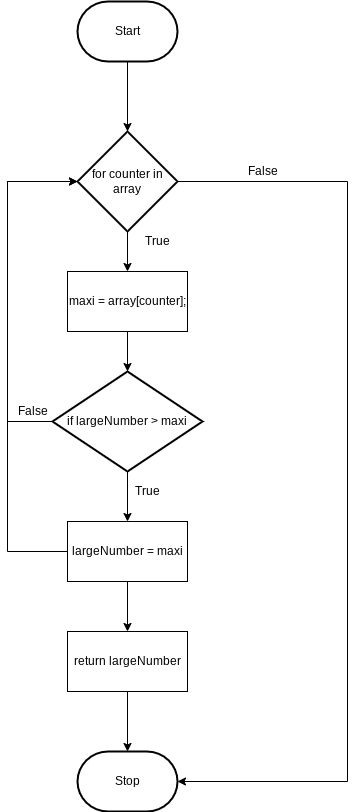 Start
for counter in
array
False
True
maxi = array[counter];
if largeNumber > maxi
False
True
largeNumber = maxi
return largeNumber
Stop